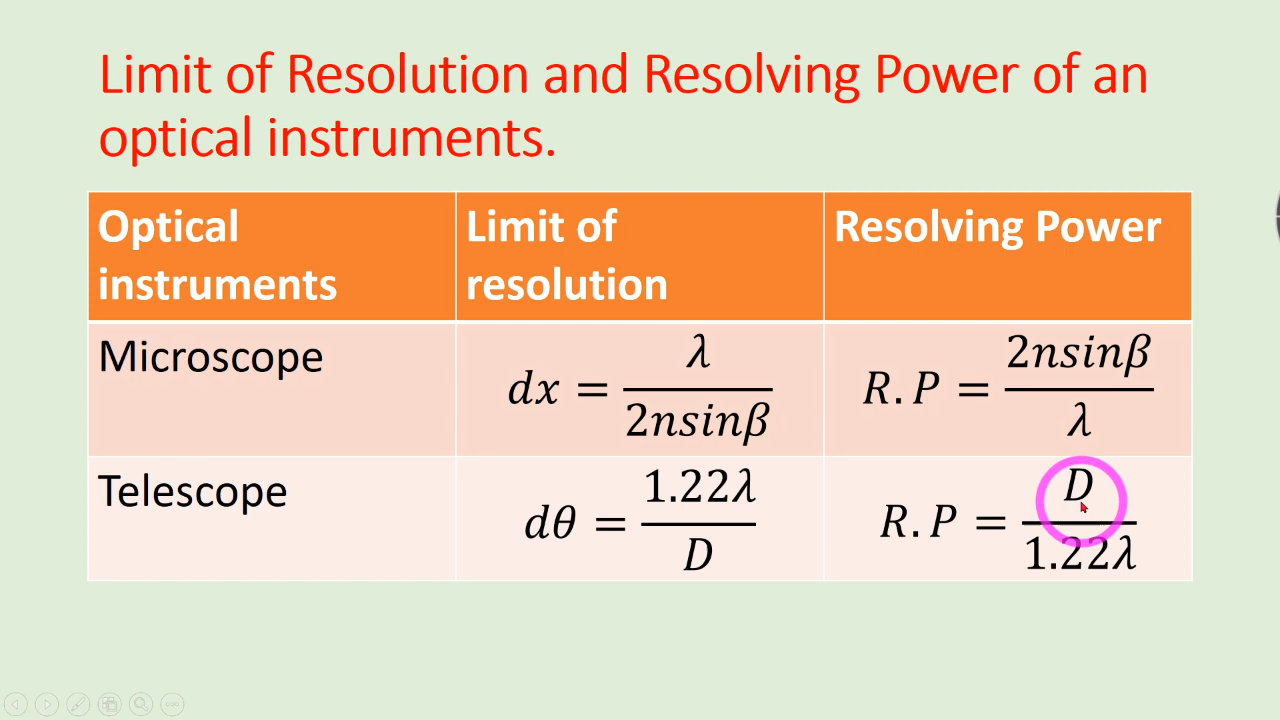 Limit of Resolution and Resolving Power of an
optical instruments.
Optical
instruments
Limit of
resolution
Resolving Power
Microscope
𝑑𝑥 = λ / 2𝑛𝑠𝑖𝑛β
𝑅.𝑃 = 2𝑛𝑠𝑖𝑛β / λ
Telescope
𝑑θ = 1.22λ / 𝐷
𝑅.𝑃 = 𝐷 / 1.22λ